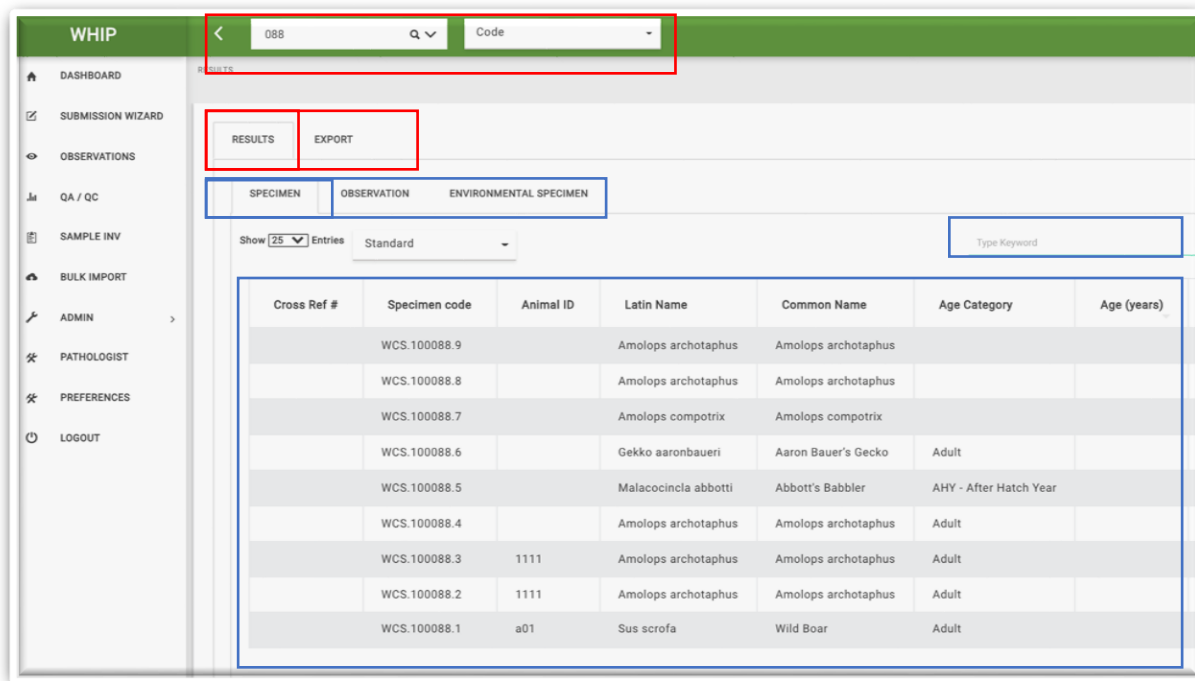 WHIP
088
Code
DASHBOARD
SUBMISSION WIZARD
OBSERVATIONS
QA / QC
SAMPLE INV
BULK IMPORT
ADMIN
PATHOLOGIST
PREFERENCES
LOGOUT
RESULTS
RESULTS EXPORT
SPECIMEN OBSERVATION ENVIRONMENTAL SPECIMEN
Show 25 Entries Standard Type Keyword
Cross Ref # Specimen code Animal ID Latin Name Common Name Age Category Age (years)
WCS.100088.9 Amolops archotaphus Amolops archotaphus
WCS.100088.8 Amolops archotaphus Amolops archotaphus
WCS.100088.7 Amolops compotrix Amolops compotrix
WCS.100088.6 Gekko aaronbaueri Aaron Bauer's Gecko Adult
WCS.100088.5 Malacocincla abbotti Abbott's Babbler AHY - After Hatch Year
WCS.100088.4 Amolops archotaphus Amolops archotaphus Adult
WCS.100088.3 1111 Amolops archotaphus Amolops archotaphus Adult
WCS.100088.2 1111 Amolops archotaphus Amolops archotaphus Adult
WCS.100088.1 a01 Sus scrofa Wild Boar Adult